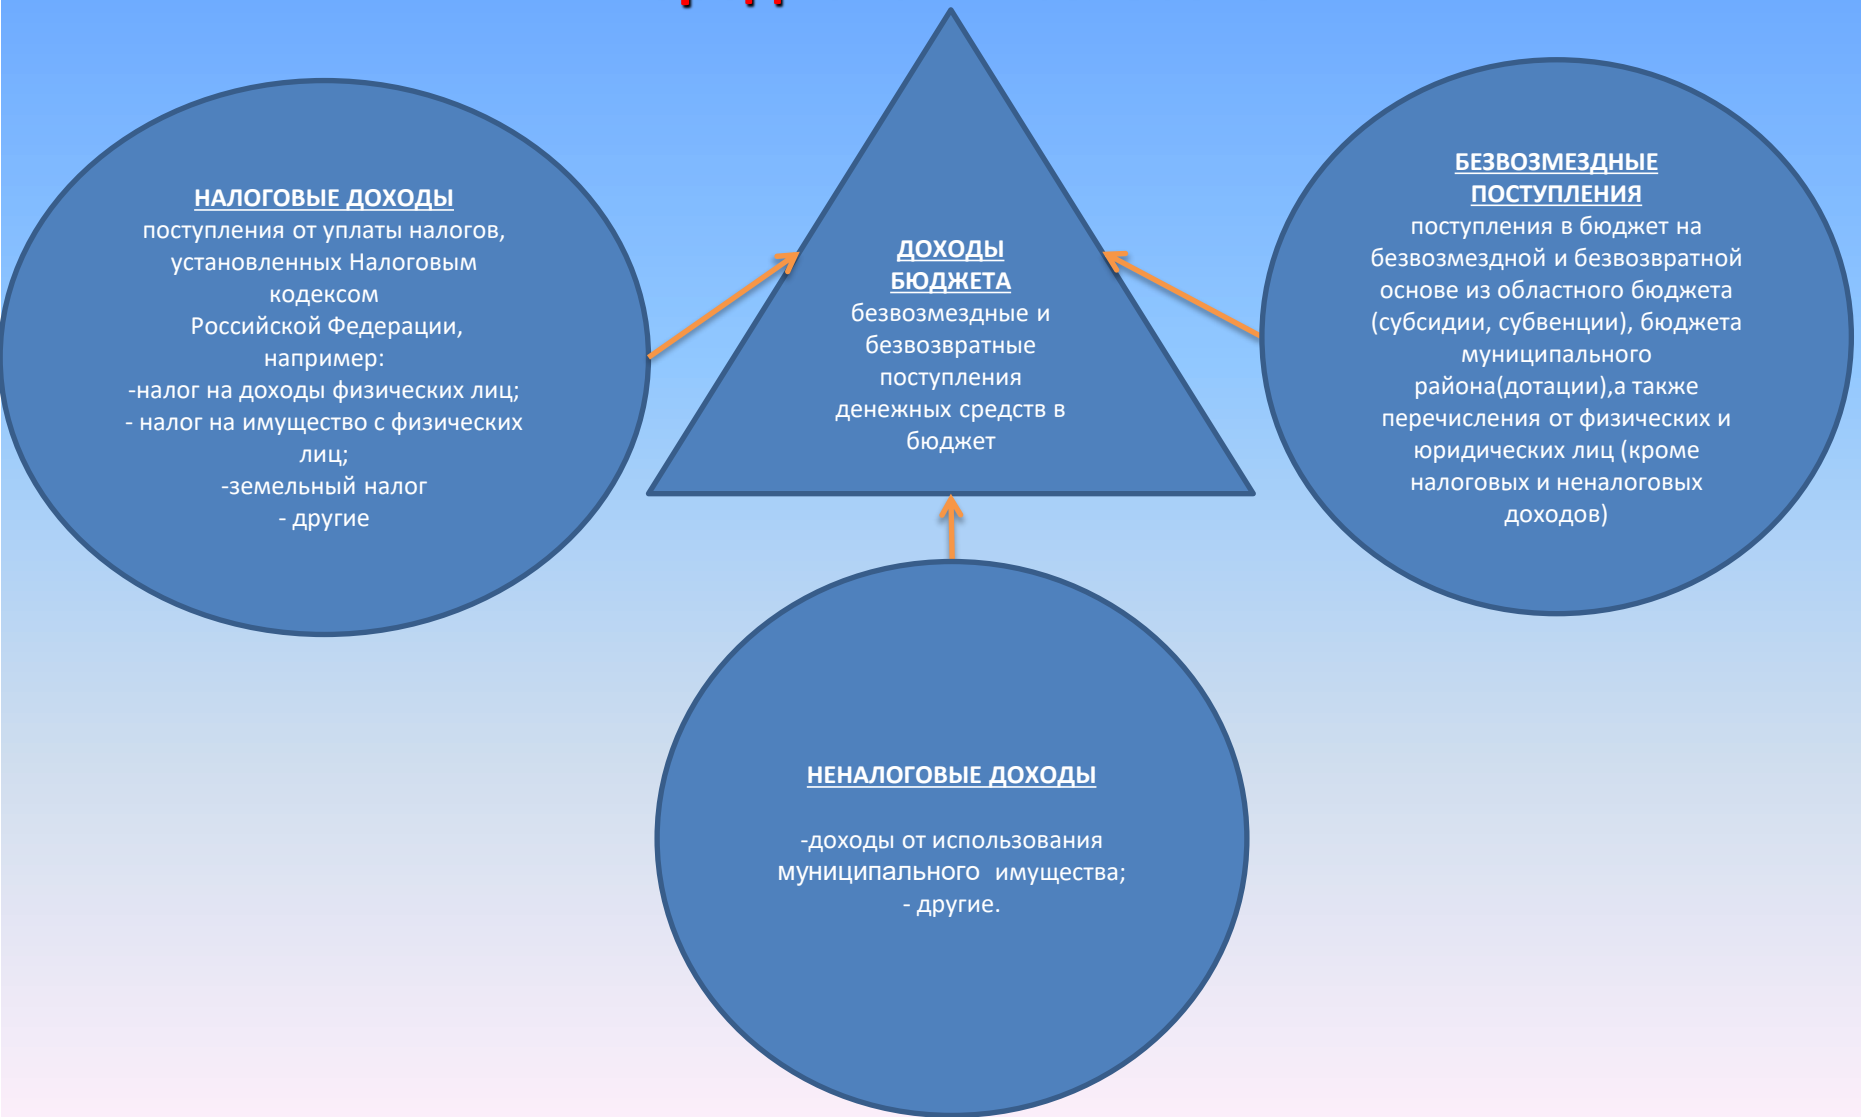 НАЛОГОВЫЕ ДОХОДЫ
поступления от уплаты налогов,
установленных Налоговым
кодексом
Российской Федерации,
например:
-налог на доходы физических лиц;
- налог на имущество с физических
лиц;
-земельный налог
- другие
ДОХОДЫ
БЮДЖЕТА
безвозмездные и
безвозвратные
поступления
денежных средств в
бюджет
БЕЗВОЗМЕЗДНЫЕ
ПОСТУПЛЕНИЯ
поступления в бюджет на
безвозмездной и безвозвратной
основе из областного бюджета
(субсидии, субвенции), бюджета
муниципального
района(дотации),а также
перечисления от физических и
юридических лиц (кроме
налоговых и неналоговых
доходов)
НЕНАЛОГОВЫЕ ДОХОДЫ
-доходы от использования
муниципального  имущества;
- другие.